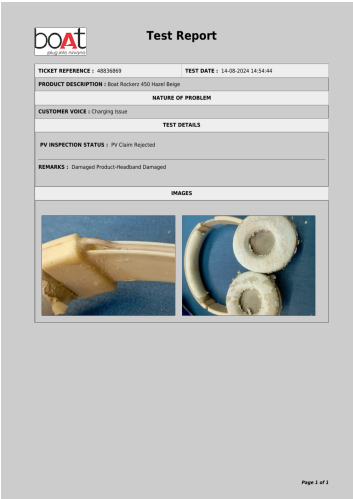 boAt
plug into nirvana
Test Report
TICKET REFERENCE : 48836869
TEST DATE : 14-08-2024 14:54:44
PRODUCT DESCRIPTION : Boat Rockerz 450 Hazel Beige
NATURE OF PROBLEM
CUSTOMER VOICE : Charging Issue
TEST DETAILS
PV INSPECTION STATUS : PV Claim Rejected
REMARKS : Damaged Product-Headband Damaged
IMAGES
Page 1 of 1